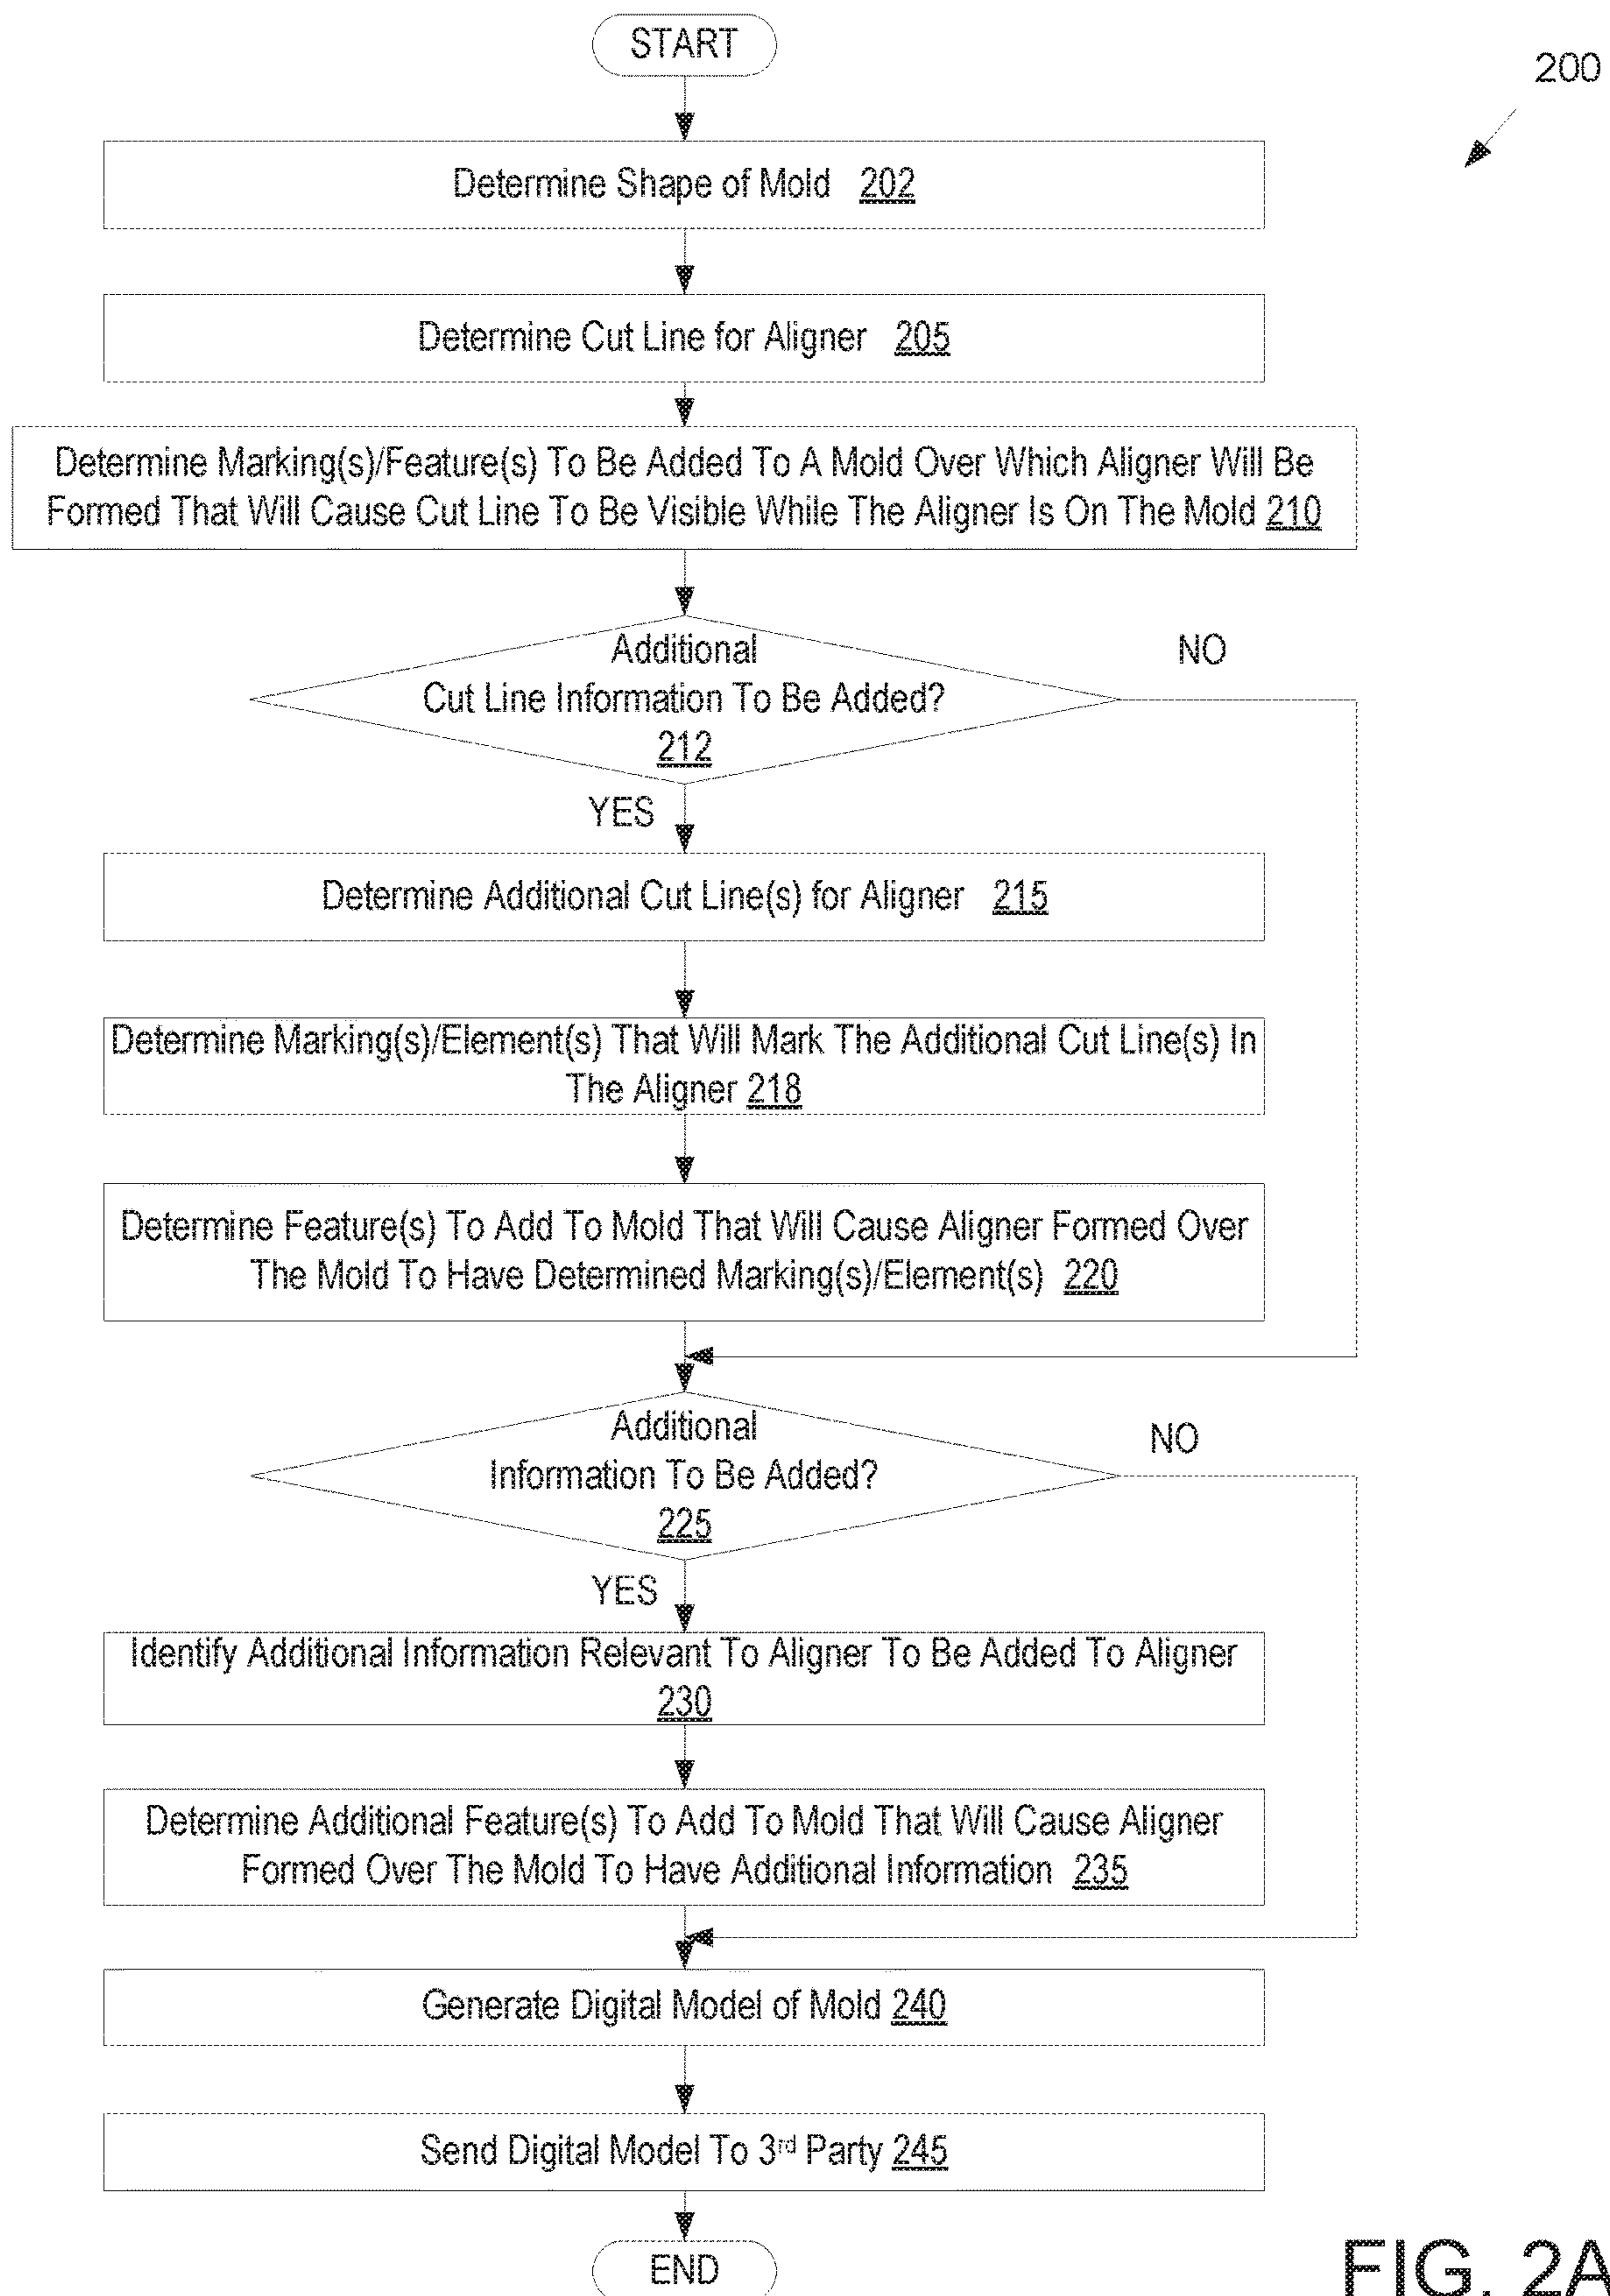 START
200
Determine Shape of Mold 202
Determine Cut Line for Aligner 205
Determine Marking(s)/Feature(s) To Be Added To A Mold Over Which Aligner Will Be
Formed That Will Cause Cut Line To Be Visible While The Aligner Is On The Mold 210
Additional
Cut Line Information To Be Added?
212
NO
YES
Determine Additional Cut Line(s) for Aligner 215
Determine Marking(s)/Element(s) That Will Mark The Additional Cut Line(s) In
The Aligner 218
Determine Feature(s) To Add To Mold That Will Cause Aligner Formed Over
The Mold To Have Determined Marking(s)/Element(s) 220
Additional
Information To Be Added?
225
NO
YES
Identify Additional Information Relevant To Aligner To Be Added To Aligner
230
Determine Additional Feature(s) To Add To Mold That Will Cause Aligner
Formed Over The Mold To Have Additional Information 235
Generate Digital Model of Mold 240
Send Digital Model To 3rd Party 245
END
FIG. 2A